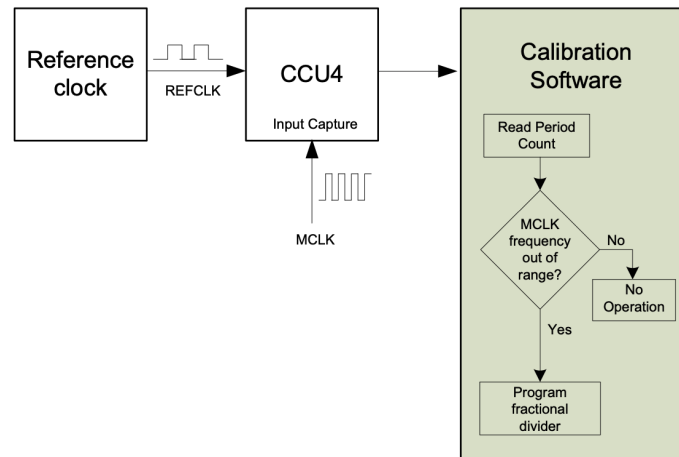 Reference
clock
REFCLK
CCU4
Input Capture
MCLK
Calibration
Software
Read Period
Count
MCLK
frequency
out of
range?
No
No
Operation
Yes
Program
fractional
divider